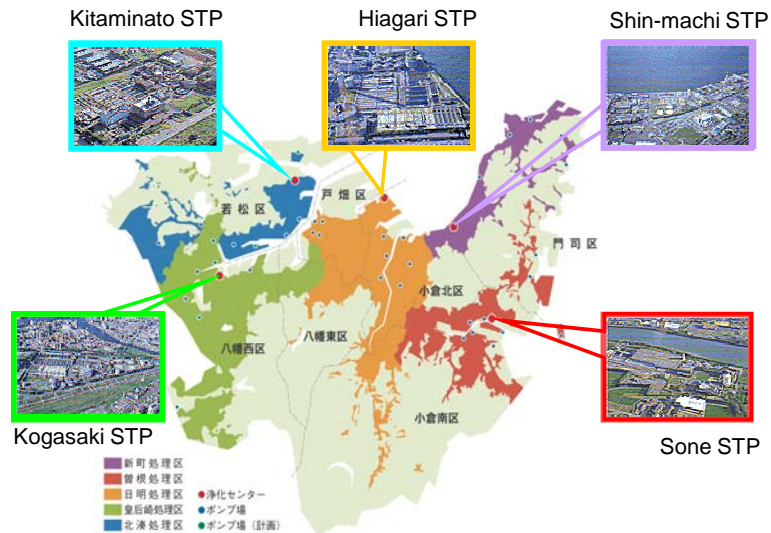 Kitaminato STP
Hiagari STP
Shin-machi STP
戸畑区
若松区
門司区
小倉北区
八幡東区
八幡西区
小倉南区
Kogasaki STP
Sone STP
新町処理区
曽根処理区
日明処理区
浄化センター
皇后崎処理区
ポンプ場
北湊処理区
ポンプ場（計画）